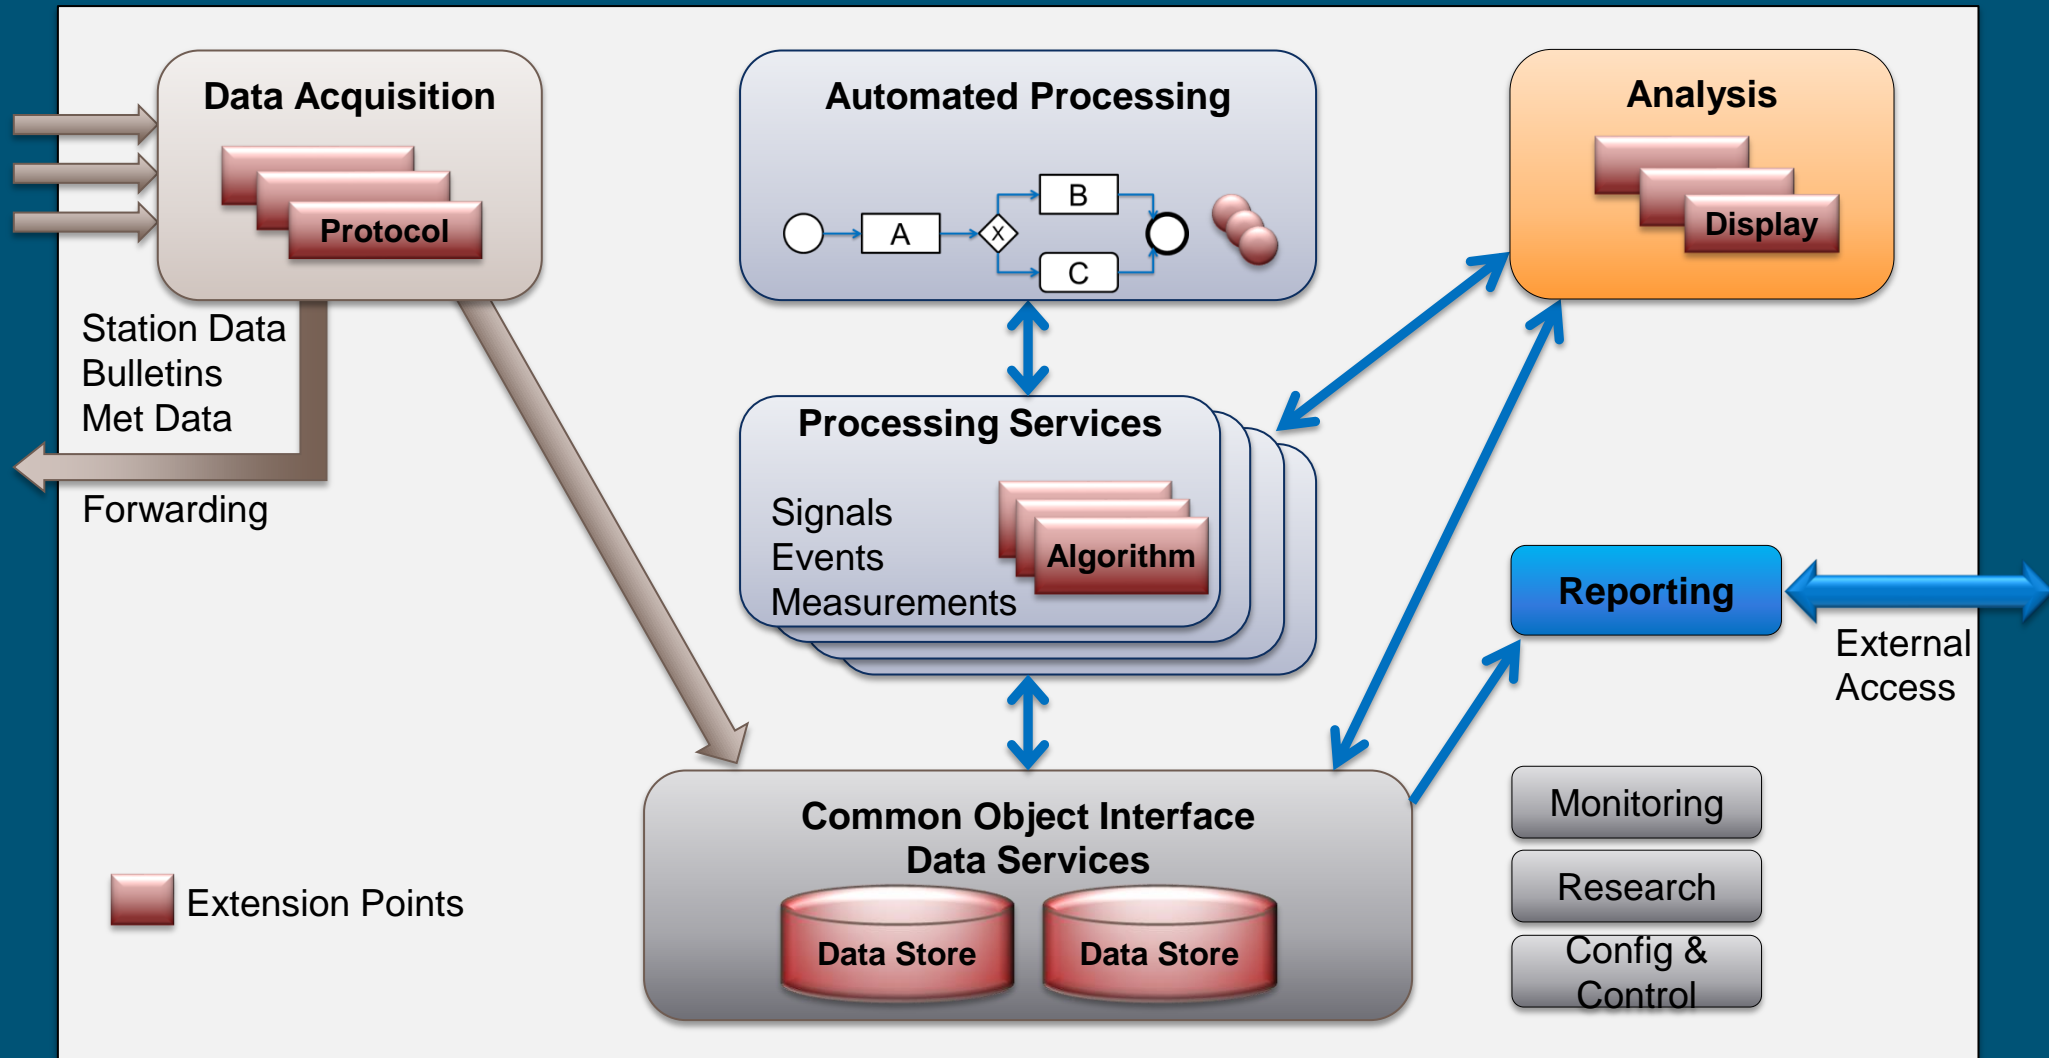 Data Acquisition
Protocol
Station Data
Bulletins
Met Data
Forwarding
Automated Processing
A
X
B
C
Analysis
Display
Processing Services
Signals
Events
Measurements
Algorithm
Reporting
External
Access
Common Object Interface
Data Services
Data Store
Data Store
Monitoring
Research
Config &
Control
Extension Points